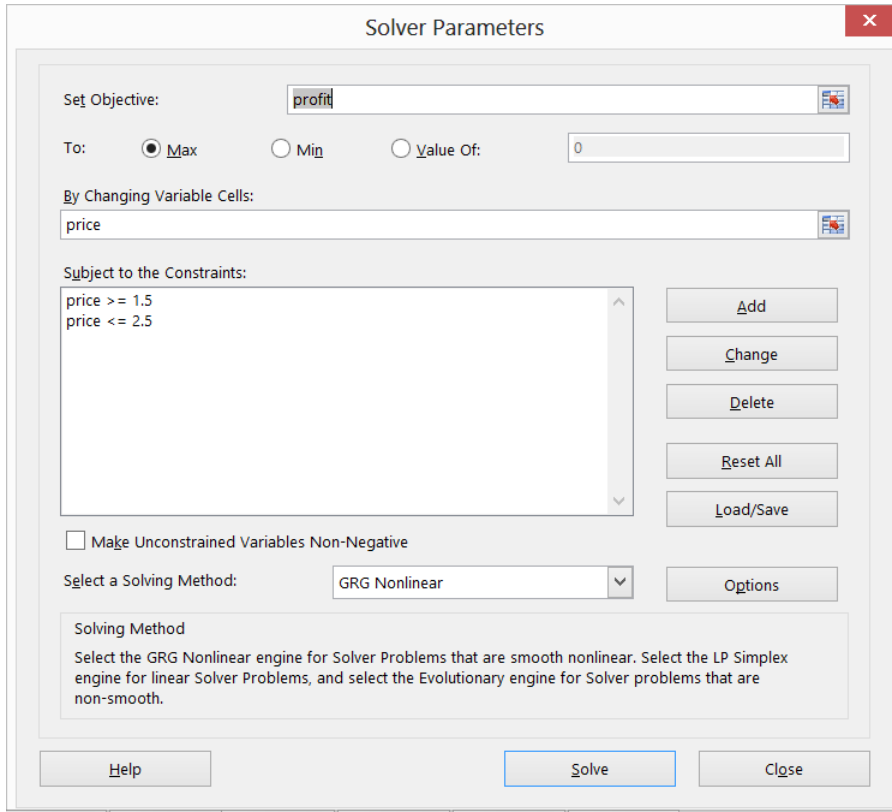 Solver Parameters
Set Objective:
profit
To:
Max
Min
Value Of:
0
By Changing Variable Cells:
price
Subject to the Constraints:
price >= 1.5
price <= 2.5
Add
Change
Delete
Reset All
Load/Save
Make Unconstrained Variables Non-Negative
Select a Solving Method:
GRG Nonlinear
Options
Solving Method
Select the GRG Nonlinear engine for Solver Problems that are smooth nonlinear. Select the LP Simplex
engine for linear Solver Problems, and select the Evolutionary engine for Solver problems that are
non-smooth.
Help
Solve
Close